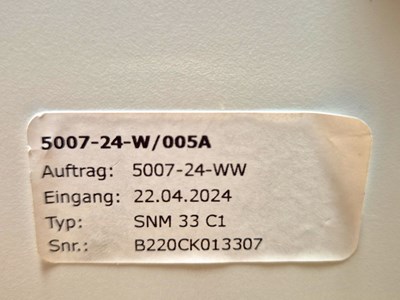 5007-24-W/005A
Auftrag: 5007-24-WW
Eingang: 22.04.2024
Typ: SNM 33 C1
Snr.: B220CK013307